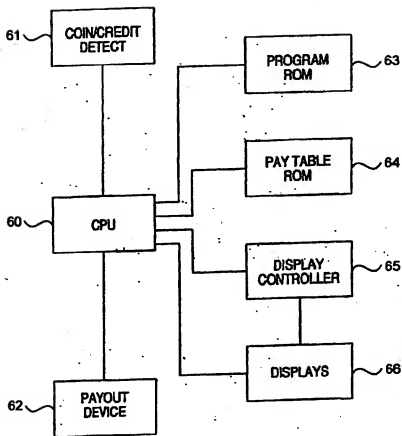 61
COIN/CREDIT
DETECT
PROGRAM
ROM
63
PAY TABLE
ROM
64
60
CPU
DISPLAY
CONTROLLER
65
PAYOUT
DEVICE
62
DISPLAYS
66